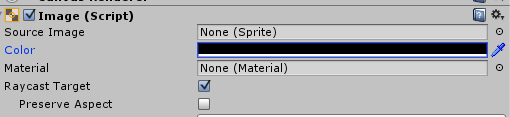 Image (Script)
Source Image None (Sprite)
Color
Material None (Material)
Raycast Target
Preserve Aspect